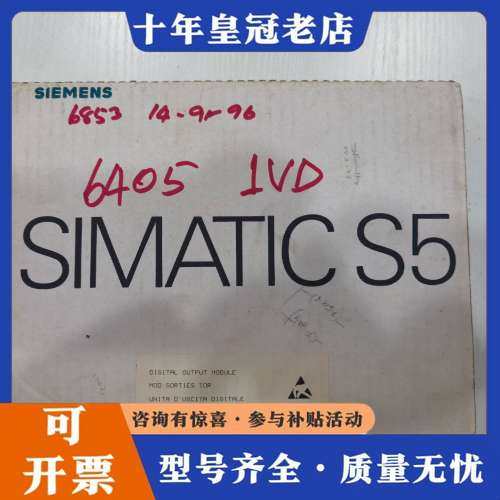 十年皇冠老店
SIEMENS
6853 14-9-96
6405 1VD
SIMATIC S5
DIGITAL OUTPUT MODULE
MOD SORTIES TOR
UNITA D'USCITA DIGITALE
咨询有惊喜·参与补贴活动
可
开票
型号齐全·质量无忧